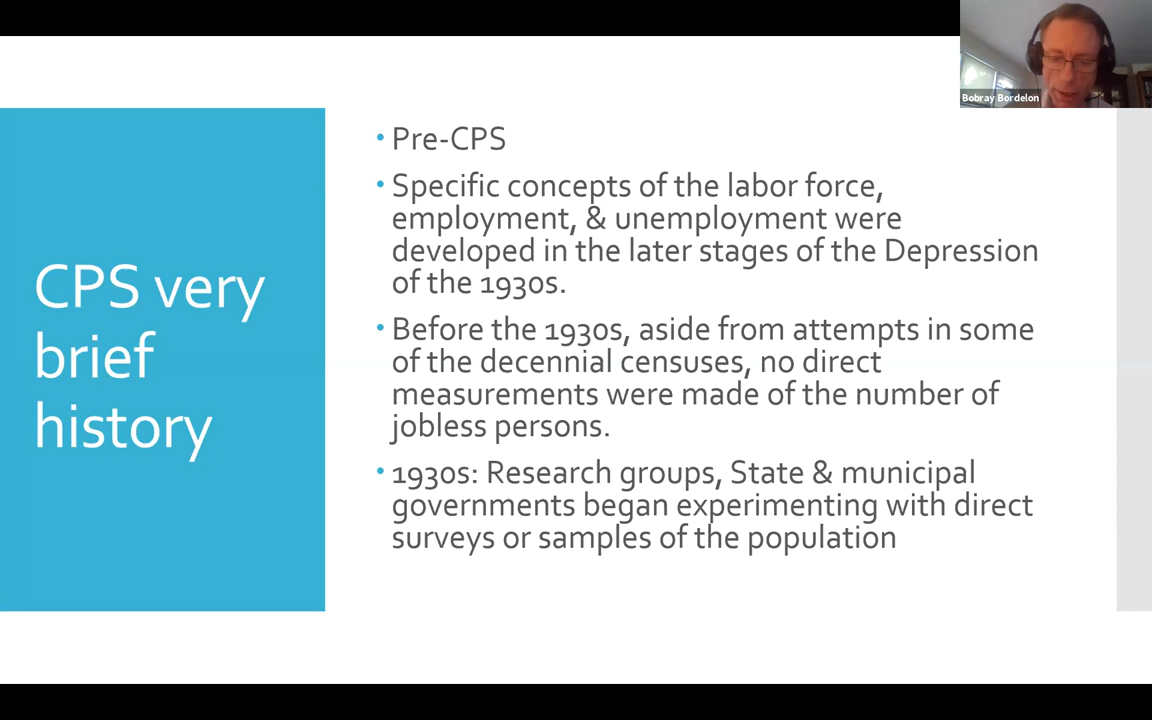 Bobray Bordelon
CPS very
brief
history
• Pre-CPS
• Specific concepts of the labor force,
employment, & unemployment were
developed in the later stages of the Depression
of the 1930s.
• Before the 1930s, aside from attempts in some
of the decennial censuses, no direct
measurements were made of the number of
jobless persons.
• 1930s: Research groups, State & municipal
governments began experimenting with direct
surveys or samples of the population